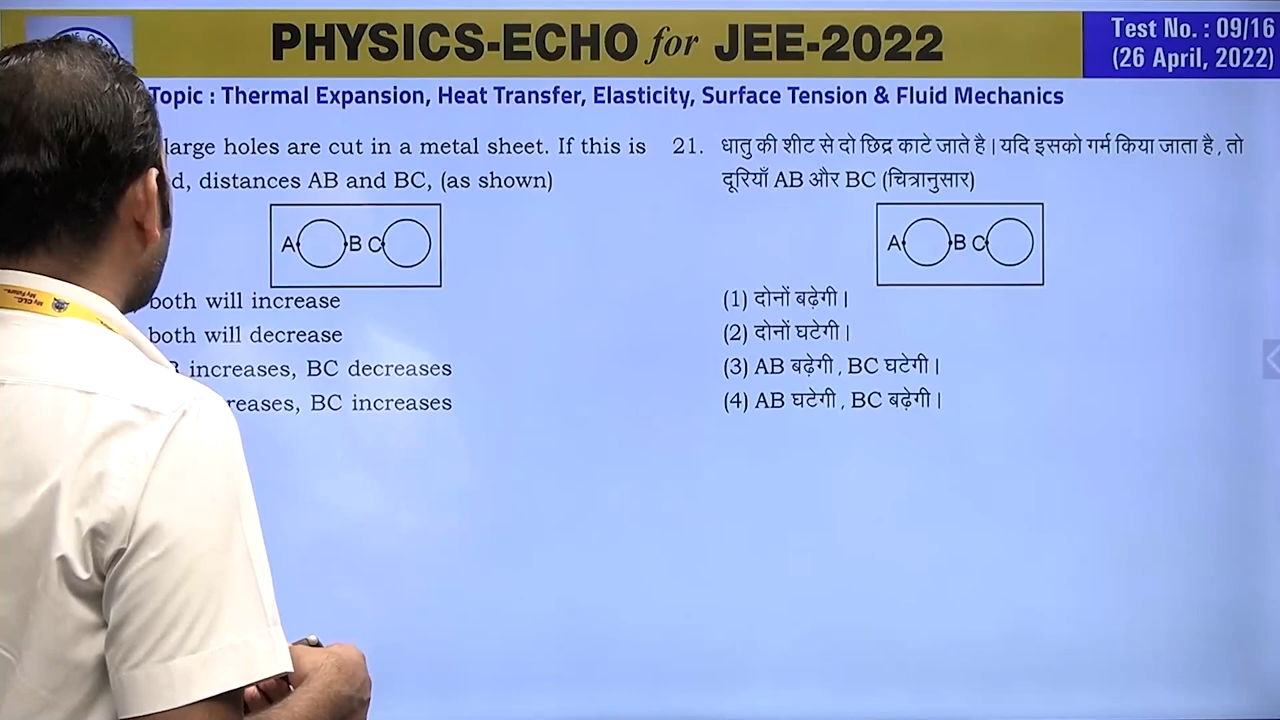 PHYSICS-ECHO for JEE-2022
Test No. : 09/16
(26 April, 2022)
Topic : Thermal Expansion, Heat Transfer, Elasticity, Surface Tension & Fluid Mechanics
large holes are cut in a metal sheet. If this is
d, distances AB and BC, (as shown)
A B C
both will increase
both will decrease
increases, BC decreases
reases, BC increases
21. धातु की शीट से दो छिद्र काटे जाते है। यदि इसको गर्म किया जाता है, तो
दूरियाँ AB और BC (चित्रानुसार)
A B C
(1) दोनों बढ़ेगी।
(2) दोनों घटेगी।
(3) AB बढ़ेगी, BC घटेगी।
(4) AB घटेगी, BC बढ़ेगी।